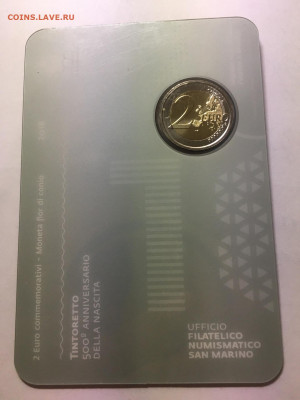 COINS.LAVE.RU
2 EURO
2 Euro commemorativi - Moneta fior di conio
TINTORETTO
500º ANNIVERSARIO
DELLA NASCITA
UFFICIO
FILATELICO
NUMISMATICO
SAN MARINO